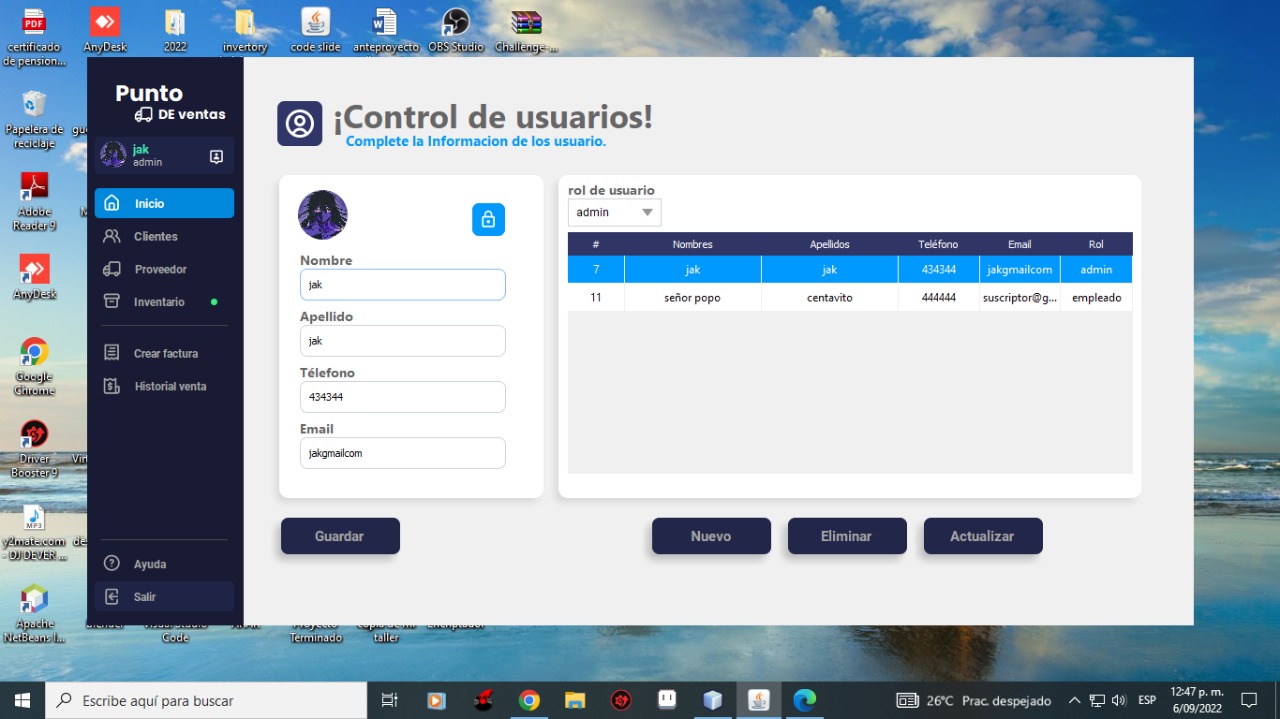 certificado
de pension...
AnyDesk
2022
invertory
code slide
anteproyecto
OBS Studio
Challenge-...
Papelera de
reciclaje
Adobe
Reader 9
AnyDesk
Google
Chrome
Driver
Booster 9
MP3
y2mate.com
- DJ DEVER ...
Apache
NetBeans I...
Code
Proyecto
Terminado
taller
Punto
DE ventas
jak
admin
Inicio
Clientes
Proveedor
Inventario
Crear factura
Historial venta
Ayuda
Salir
¡Control de usuarios!
Complete la Informacion de los usuario.
Nombre
jak
Apellido
jak
Télefono
434344
Email
jakgmailcom
Guardar
rol de usuario
admin
# Nombres Apellidos Teléfono Email Rol
7 jak jak 434344 jakgmailcom admin
11 señor popo centavito 444444 suscriptor@g... empleado
Nuevo
Eliminar
Actualizar
Escribe aquí para buscar
26°C Prac. despejado
ESP
12:47 p. m.
6/09/2022